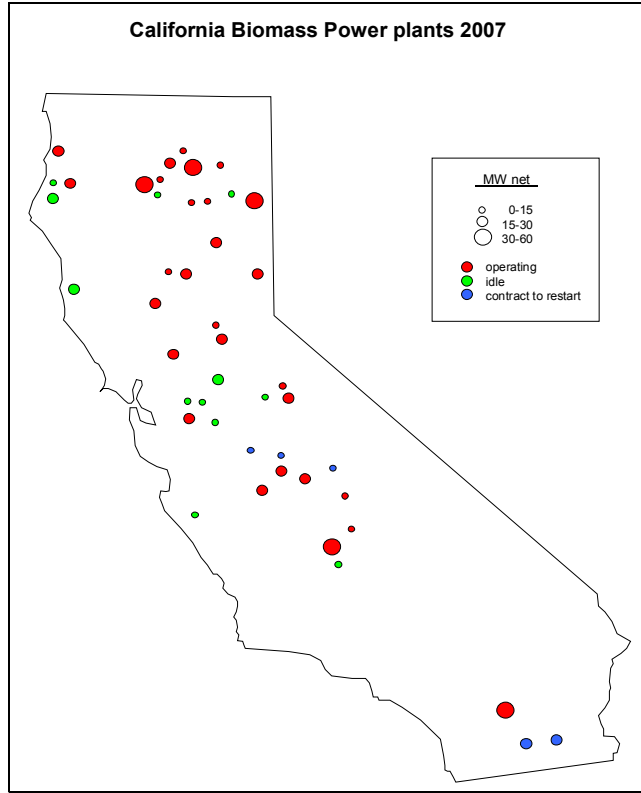 California Biomass Power plants 2007
MW net
0-15
15-30
30-60
operating
idle
contract to restart